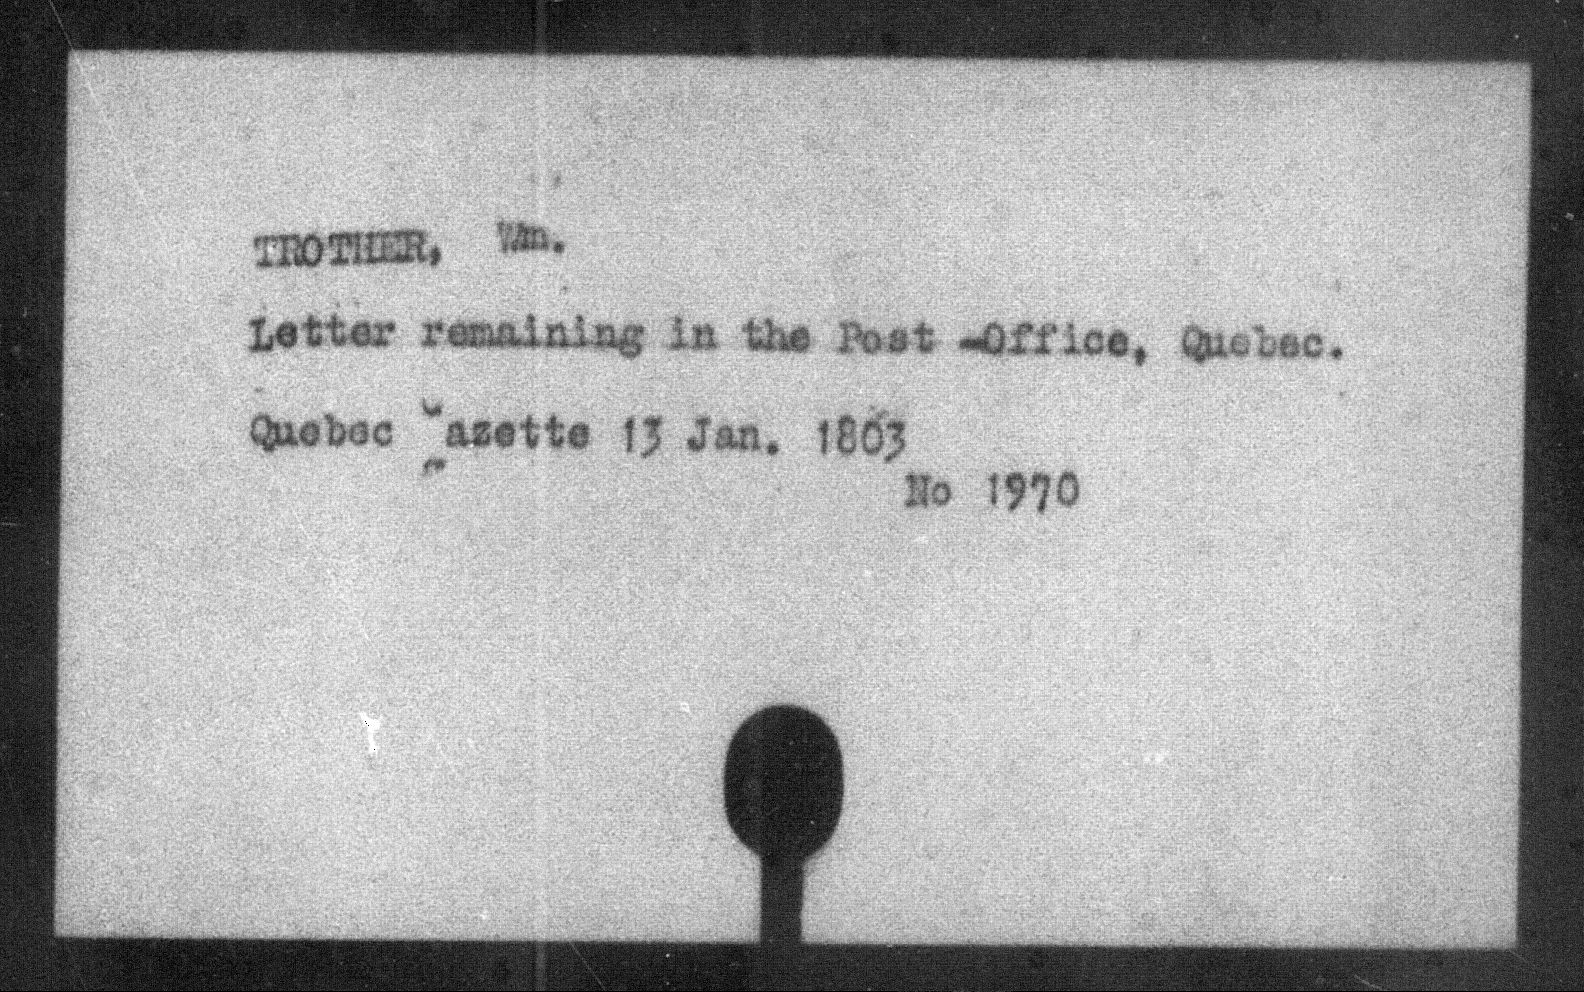 TROTHER, Wm.
Letter remaining in the Post -Office, Quebec.
Quebec Gazette 13 Jan. 1803
No 1970